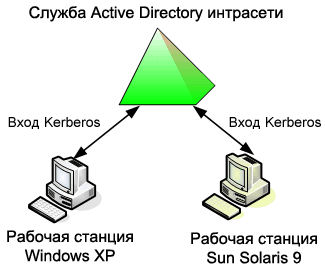 Служба Active Directory интрасети
Вход Kerberos
Вход Kerberos
Рабочая станция
Windows XP
Рабочая станция
Sun Solaris 9